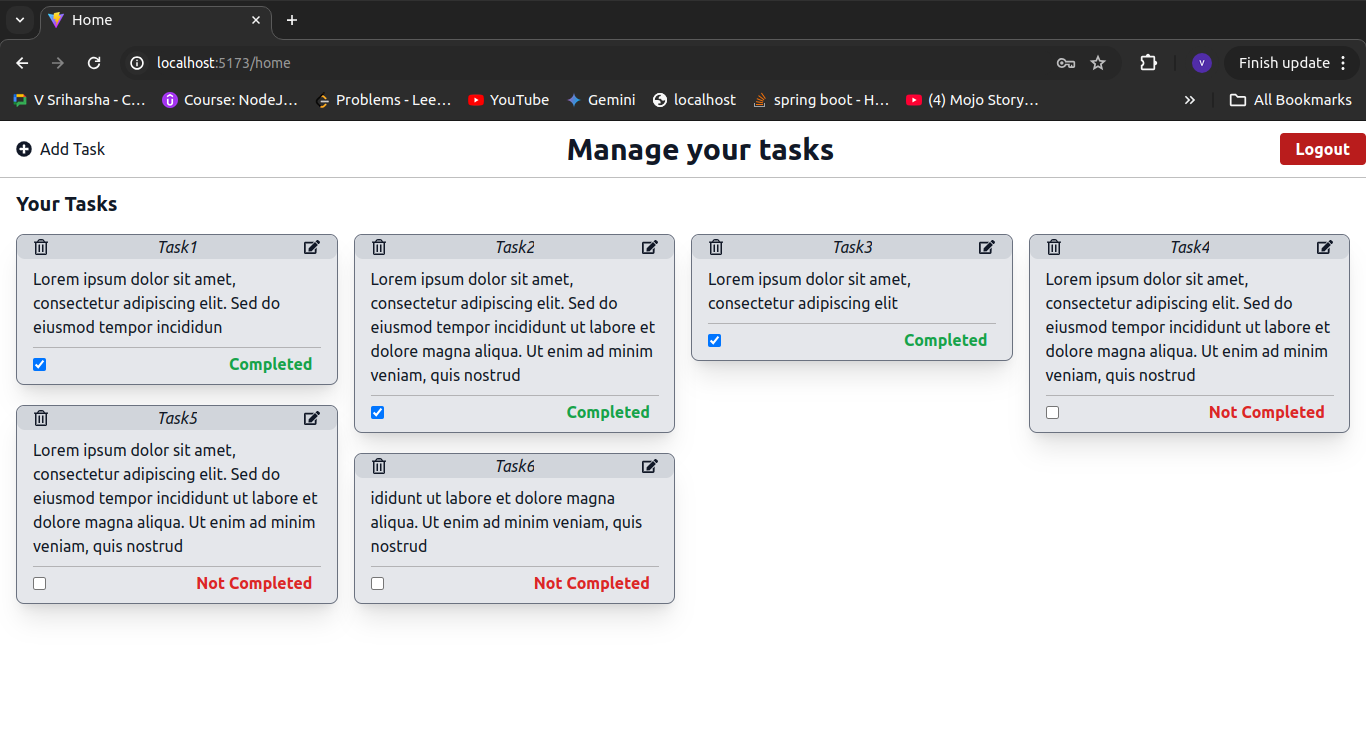 Home
localhost:5173/home
Finish update
V Sriharsha - C...
Course: NodeJ...
Problems - Lee...
YouTube
Gemini
localhost
spring boot - H...
(4) Mojo Story...
All Bookmarks
Add Task
Manage your tasks
Logout
Your Tasks
Task1
Lorem ipsum dolor sit amet,
consectetur adipiscing elit. Sed do
eiusmod tempor incididun
Completed
Task2
Lorem ipsum dolor sit amet,
consectetur adipiscing elit. Sed do
eiusmod tempor incididunt ut labore et
dolore magna aliqua. Ut enim ad minim
veniam, quis nostrud
Completed
Task3
Lorem ipsum dolor sit amet,
consectetur adipiscing elit
Completed
Task4
Lorem ipsum dolor sit amet,
consectetur adipiscing elit. Sed do
eiusmod tempor incididunt ut labore et
dolore magna aliqua. Ut enim ad minim
veniam, quis nostrud
Not Completed
Task5
Lorem ipsum dolor sit amet,
consectetur adipiscing elit. Sed do
eiusmod tempor incididunt ut labore et
dolore magna aliqua. Ut enim ad minim
veniam, quis nostrud
Not Completed
Task6
ididunt ut labore et dolore magna
aliqua. Ut enim ad minim veniam, quis
nostrud
Not Completed